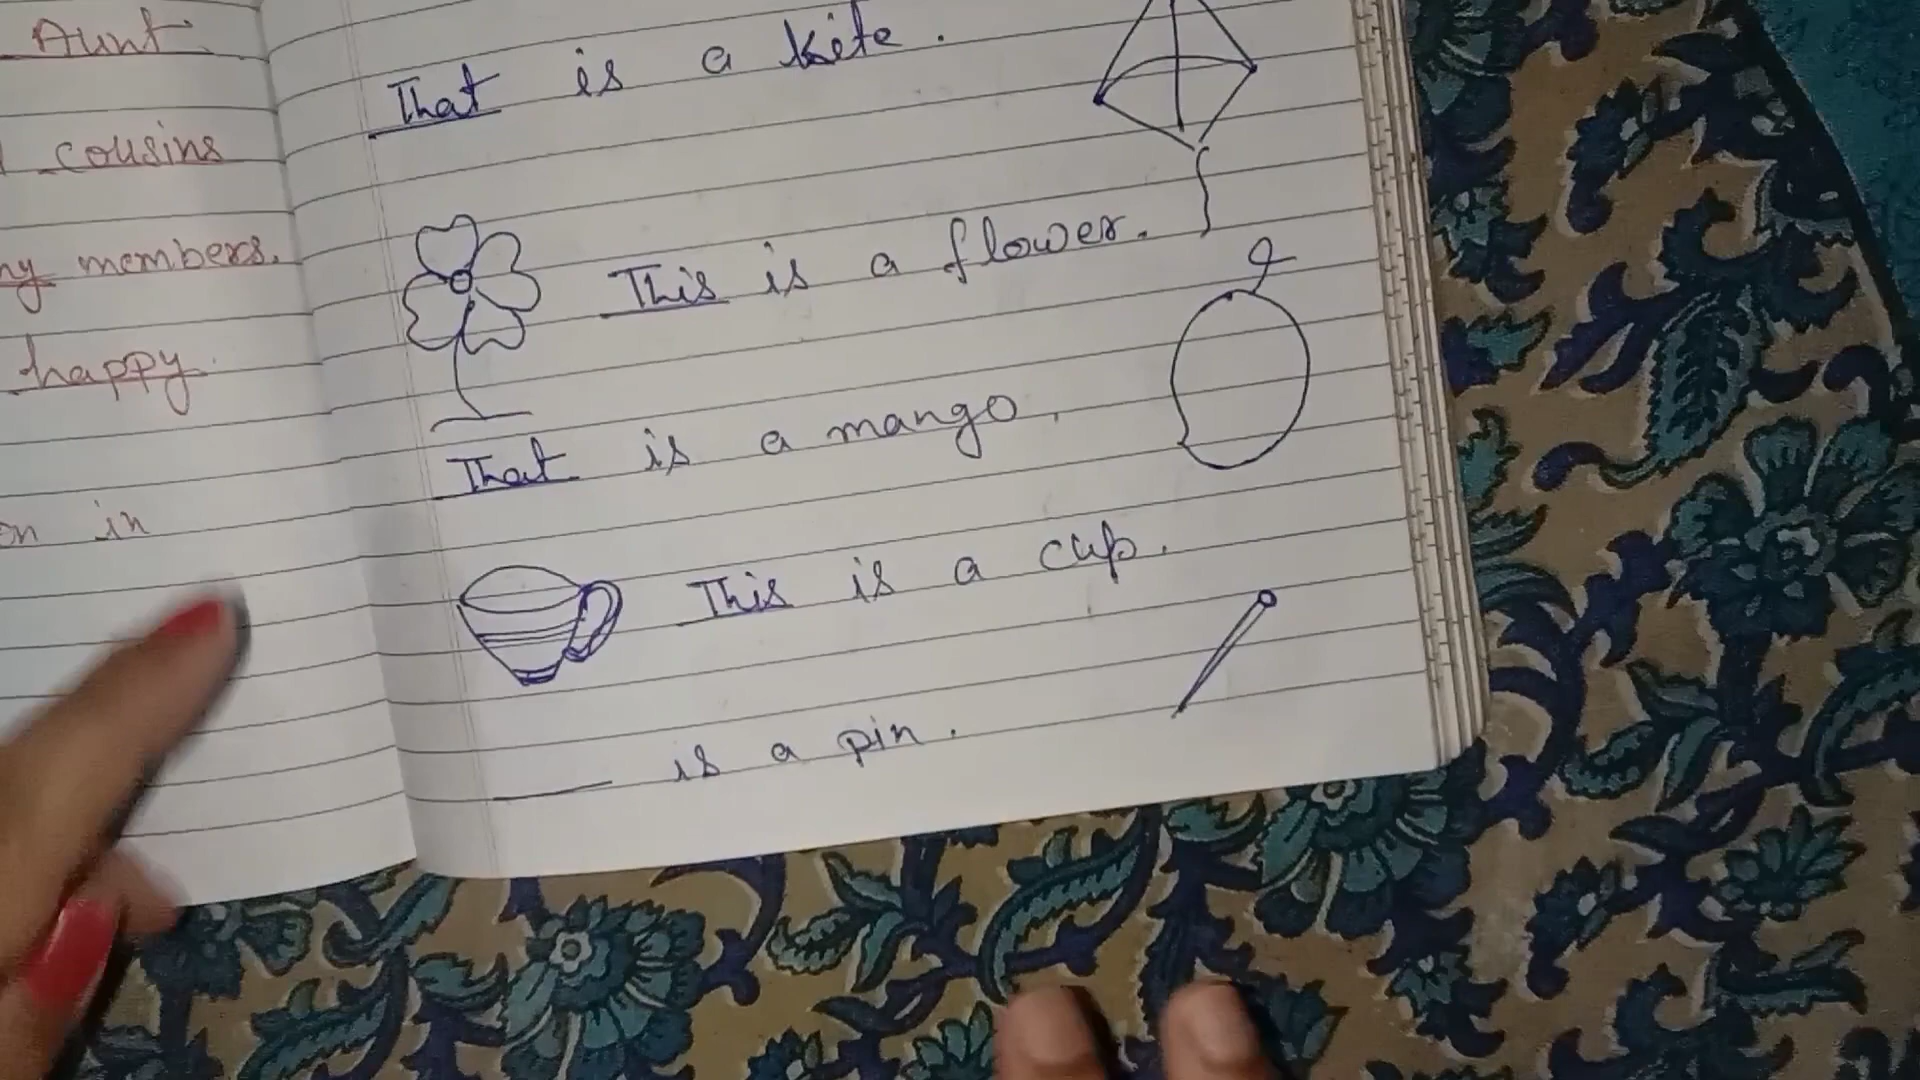 Aunt.
cousins
members.
happy.
in
That is a kite.
This is a flower.
That is a mango.
This is a cup.
____ is a pin.